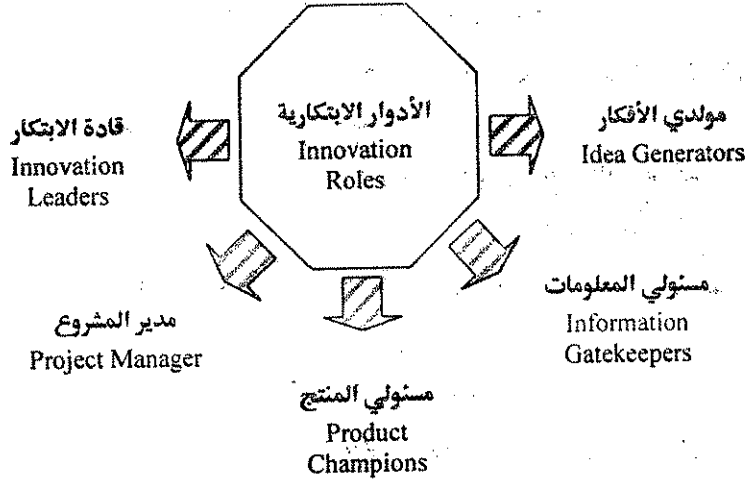 الأدوار الابتكارية
Innovation
Roles
مولدي الأفكار
Idea Generators
مسئولي المعلومات
Information
Gatekeepers
مسئولي المنتج
Product
Champions
مدير المشروع
Project Manager
قادة الابتكار
Innovation
Leaders